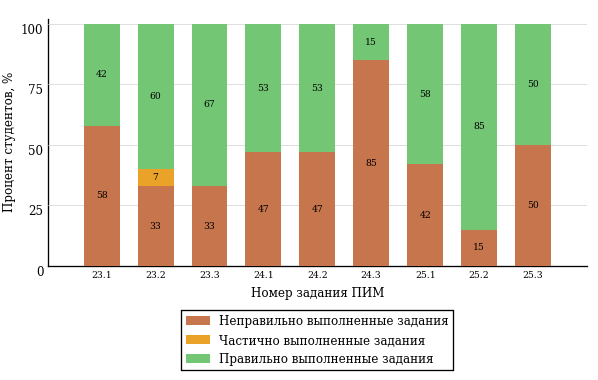 Процент студентов, %
100
75
50
25
0
42 60 67 53 53 15 58 85 50
7
58 33 33 47 47 85 42 15 50
23.1 23.2 23.3 24.1 24.2 24.3 25.1 25.2 25.3
Номер задания ПИМ
Неправильно выполненные задания
Частично выполненные задания
Правильно выполненные задания